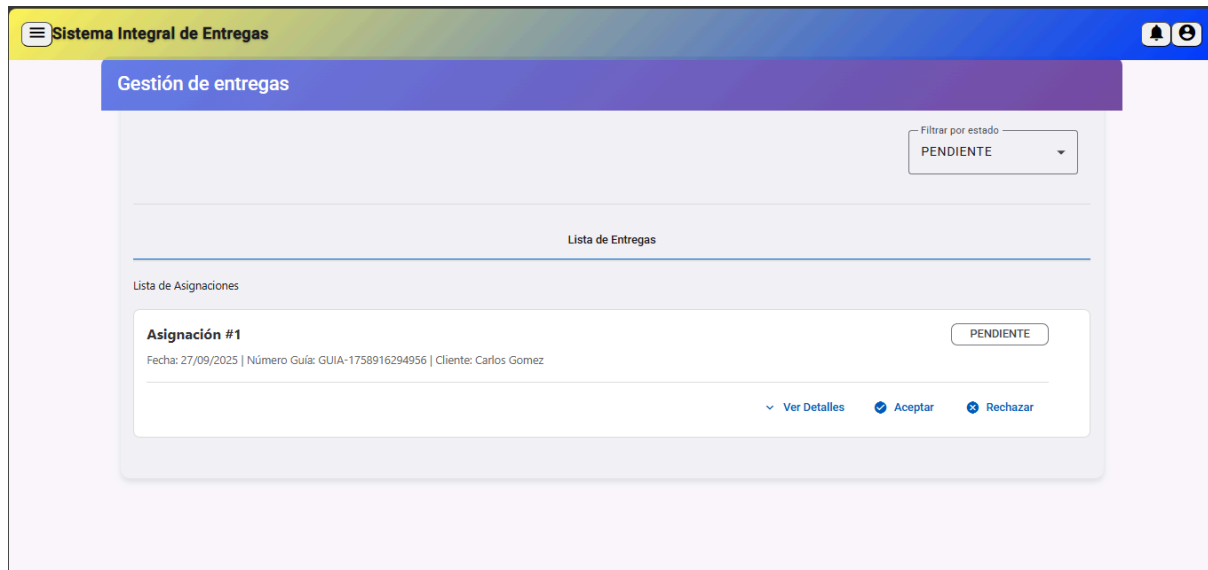 Sistema Integral de Entregas
Gestión de entregas
Filtrar por estado
PENDIENTE
Lista de Entregas
Lista de Asignaciones
Asignación #1
PENDIENTE
Fecha: 27/09/2025 | Número Guía: GUIA-1758916294956 | Cliente: Carlos Gomez
Ver Detalles Aceptar Rechazar